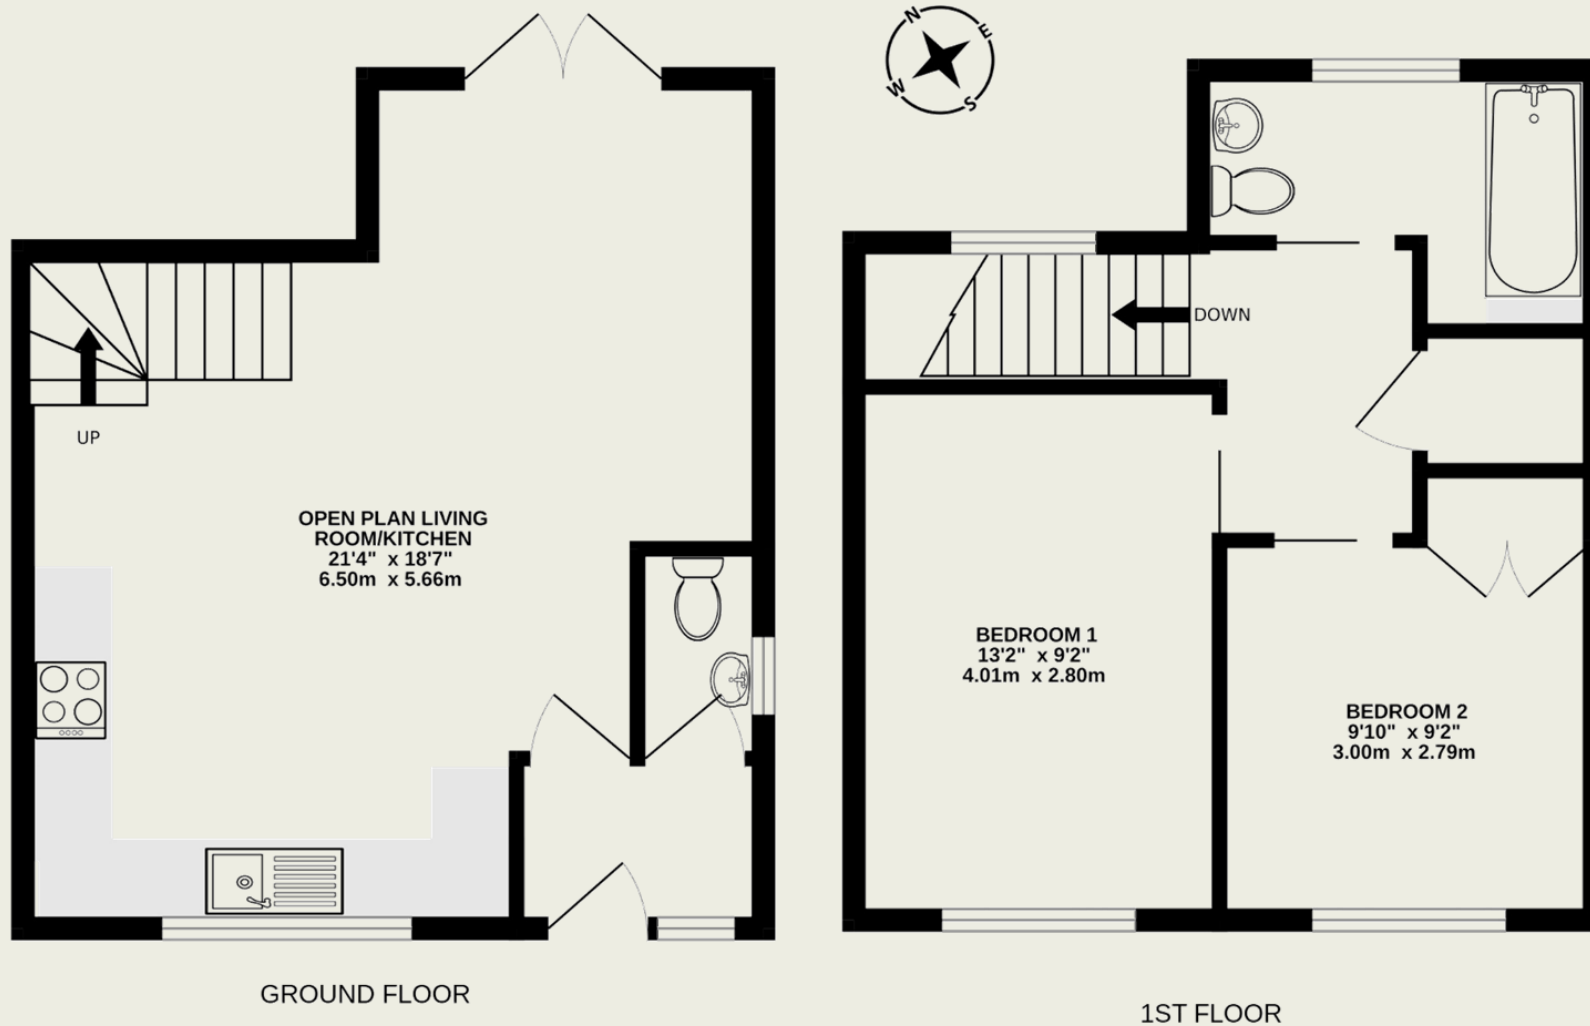 N
E
W
S
UP
OPEN PLAN LIVING
ROOM/KITCHEN
21'4" x 18'7"
6.50m x 5.66m
GROUND FLOOR
DOWN
BEDROOM 1
13'2" x 9'2"
4.01m x 2.80m
BEDROOM 2
9'10" x 9'2"
3.00m x 2.79m
1ST FLOOR